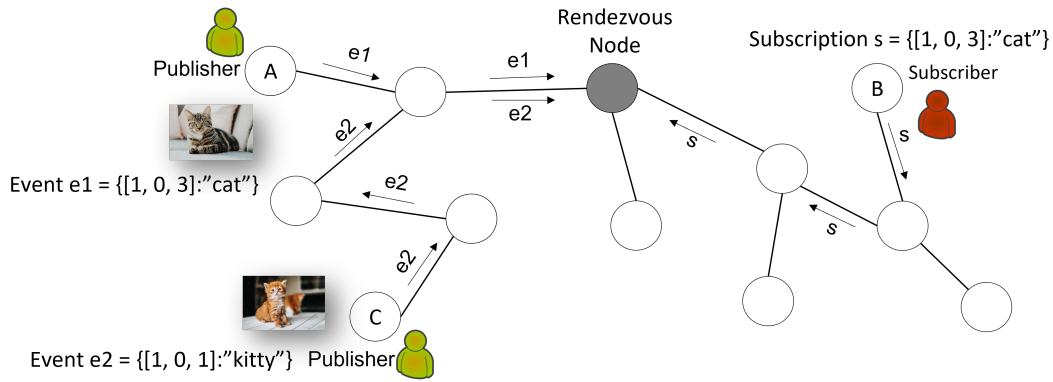 Rendezvous
Node
Subscription s = {[1, 0, 3]:”cat”}
Publisher
A
e1
e1
e2
B
Subscriber
s
s
e2
Event e1 = {[1, 0, 3]:”cat”}
e2
s
e2
C
Event e2 = {[1, 0, 1]:”kitty”}
Publisher